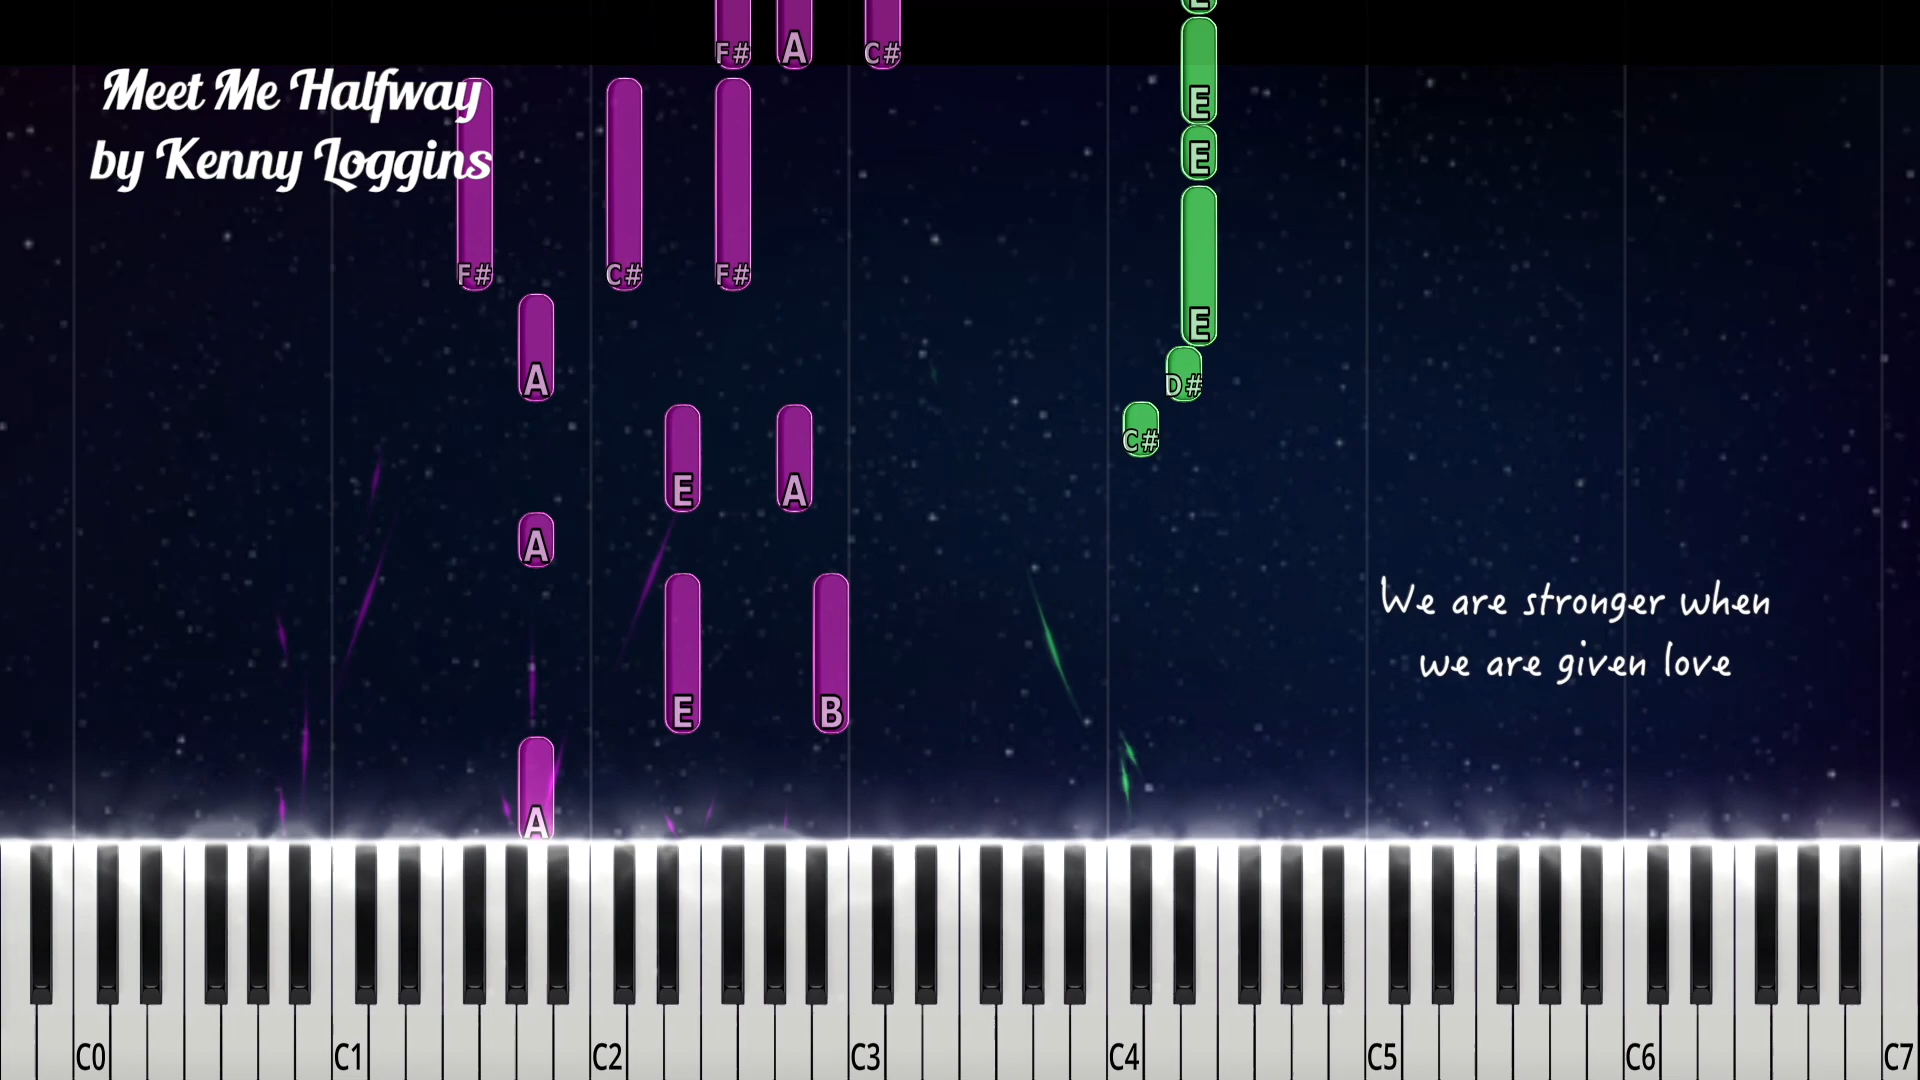 Meet Me Halfway
by Kenny Loggins
E
F# A C# E
E
F# C# F#
E
A D#
C#
E A
A
We are stronger when
we are given love
E B
A
C0 C1 C2 C3 C4 C5 C6 C7